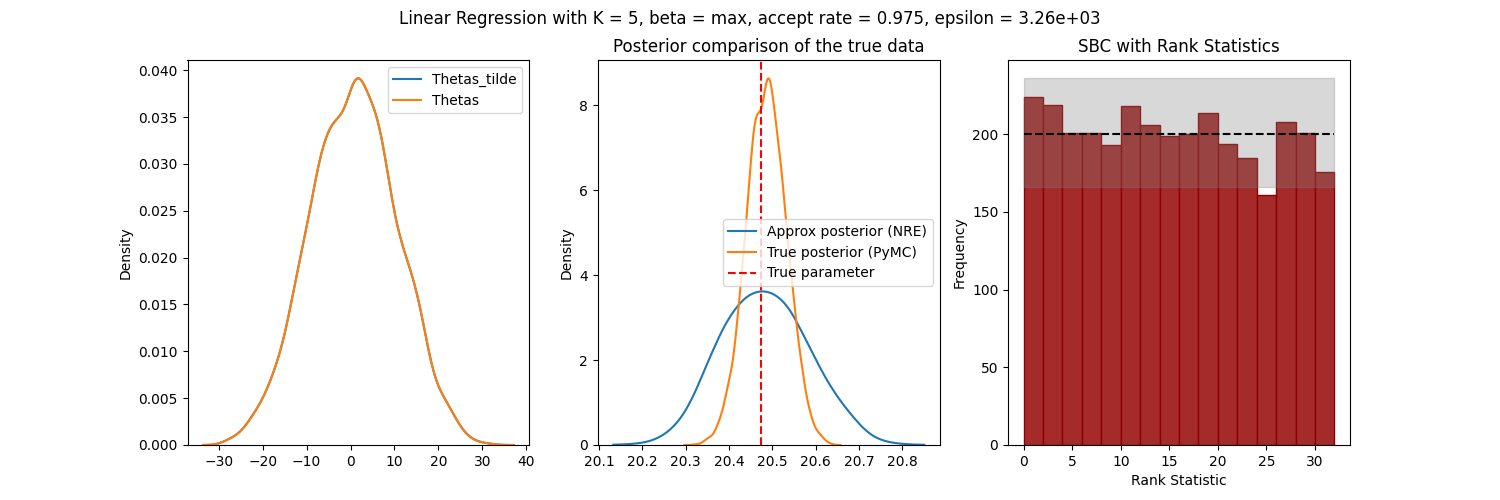 Linear Regression with K = 5, beta = max, accept rate = 0.975, epsilon = 3.26e+03
Density
0.040
0.035
0.030
0.025
0.020
0.015
0.010
0.005
0.000
−30 −20 −10 0 10 20 30 40
Thetas_tilde
Thetas
Posterior comparison of the true data
Density
8
6
4
2
0
20.1 20.2 20.3 20.4 20.5 20.6 20.7 20.8
Approx posterior (NRE)
True posterior (PyMC)
True parameter
SBC with Rank Statistics
Frequency
200
150
100
50
0
0 5 10 15 20 25 30
Rank Statistic